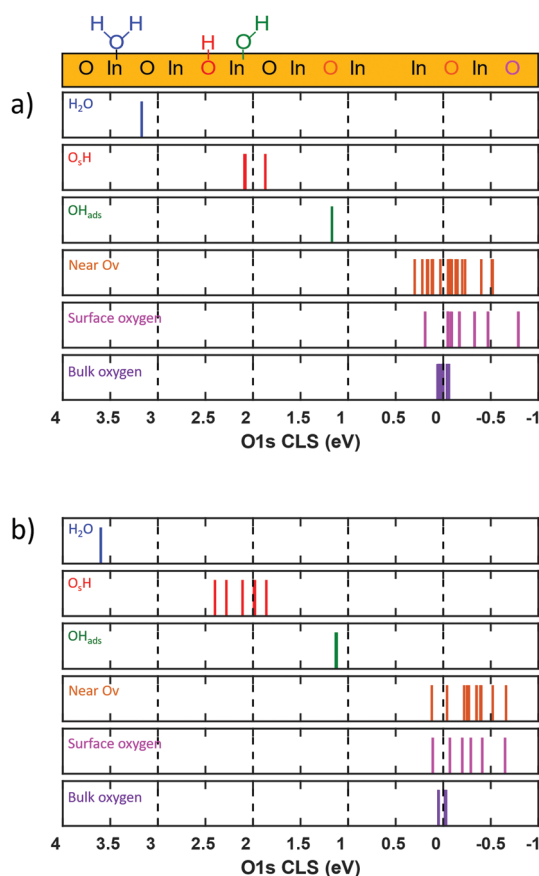 H H H
H O H O
O In O In O In O In O In In O In O
a)
H₂O
OₛH
OHₐdₛ
Near Ov
Surface oxygen
Bulk oxygen
4 3.5 3 2.5 2 1.5 1 0.5 0 -0.5 -1
O1s CLS (eV)
b)
H₂O
OₛH
OHₐdₛ
Near Ov
Surface oxygen
Bulk oxygen
4 3.5 3 2.5 2 1.5 1 0.5 0 -0.5 -1
O1s CLS (eV)